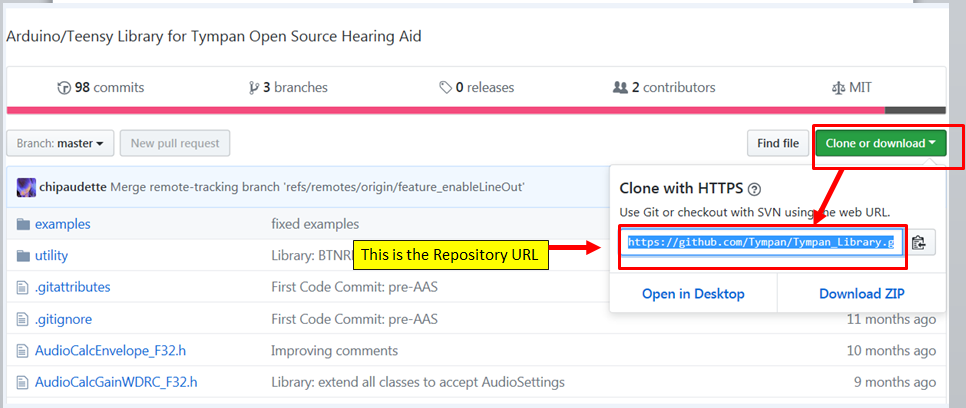 Arduino/Teensy Library for Tympan Open Source Hearing Aid
98 commits 3 branches 0 releases 2 contributors MIT
Branch: master New pull request Find file Clone or download
chipaudette Merge remote-tracking branch 'refs/remotes/origin/feature_enableLineOut'
Clone with HTTPS
Use Git or checkout with SVN using the web URL.
examples fixed examples
https://github.com/Tympan/Tympan_Library.g
utility Library: BTNR
This is the Repository URL
.gitattributes First Code Commit: pre-AAS
Open in Desktop Download ZIP
.gitignore First Code Commit: pre-AAS 11 months ago
AudioCalcEnvelope_F32.h Improving comments 10 months ago
AudioCalcGainWDRC_F32.h Library: extend all classes to accept AudioSettings 9 months ago